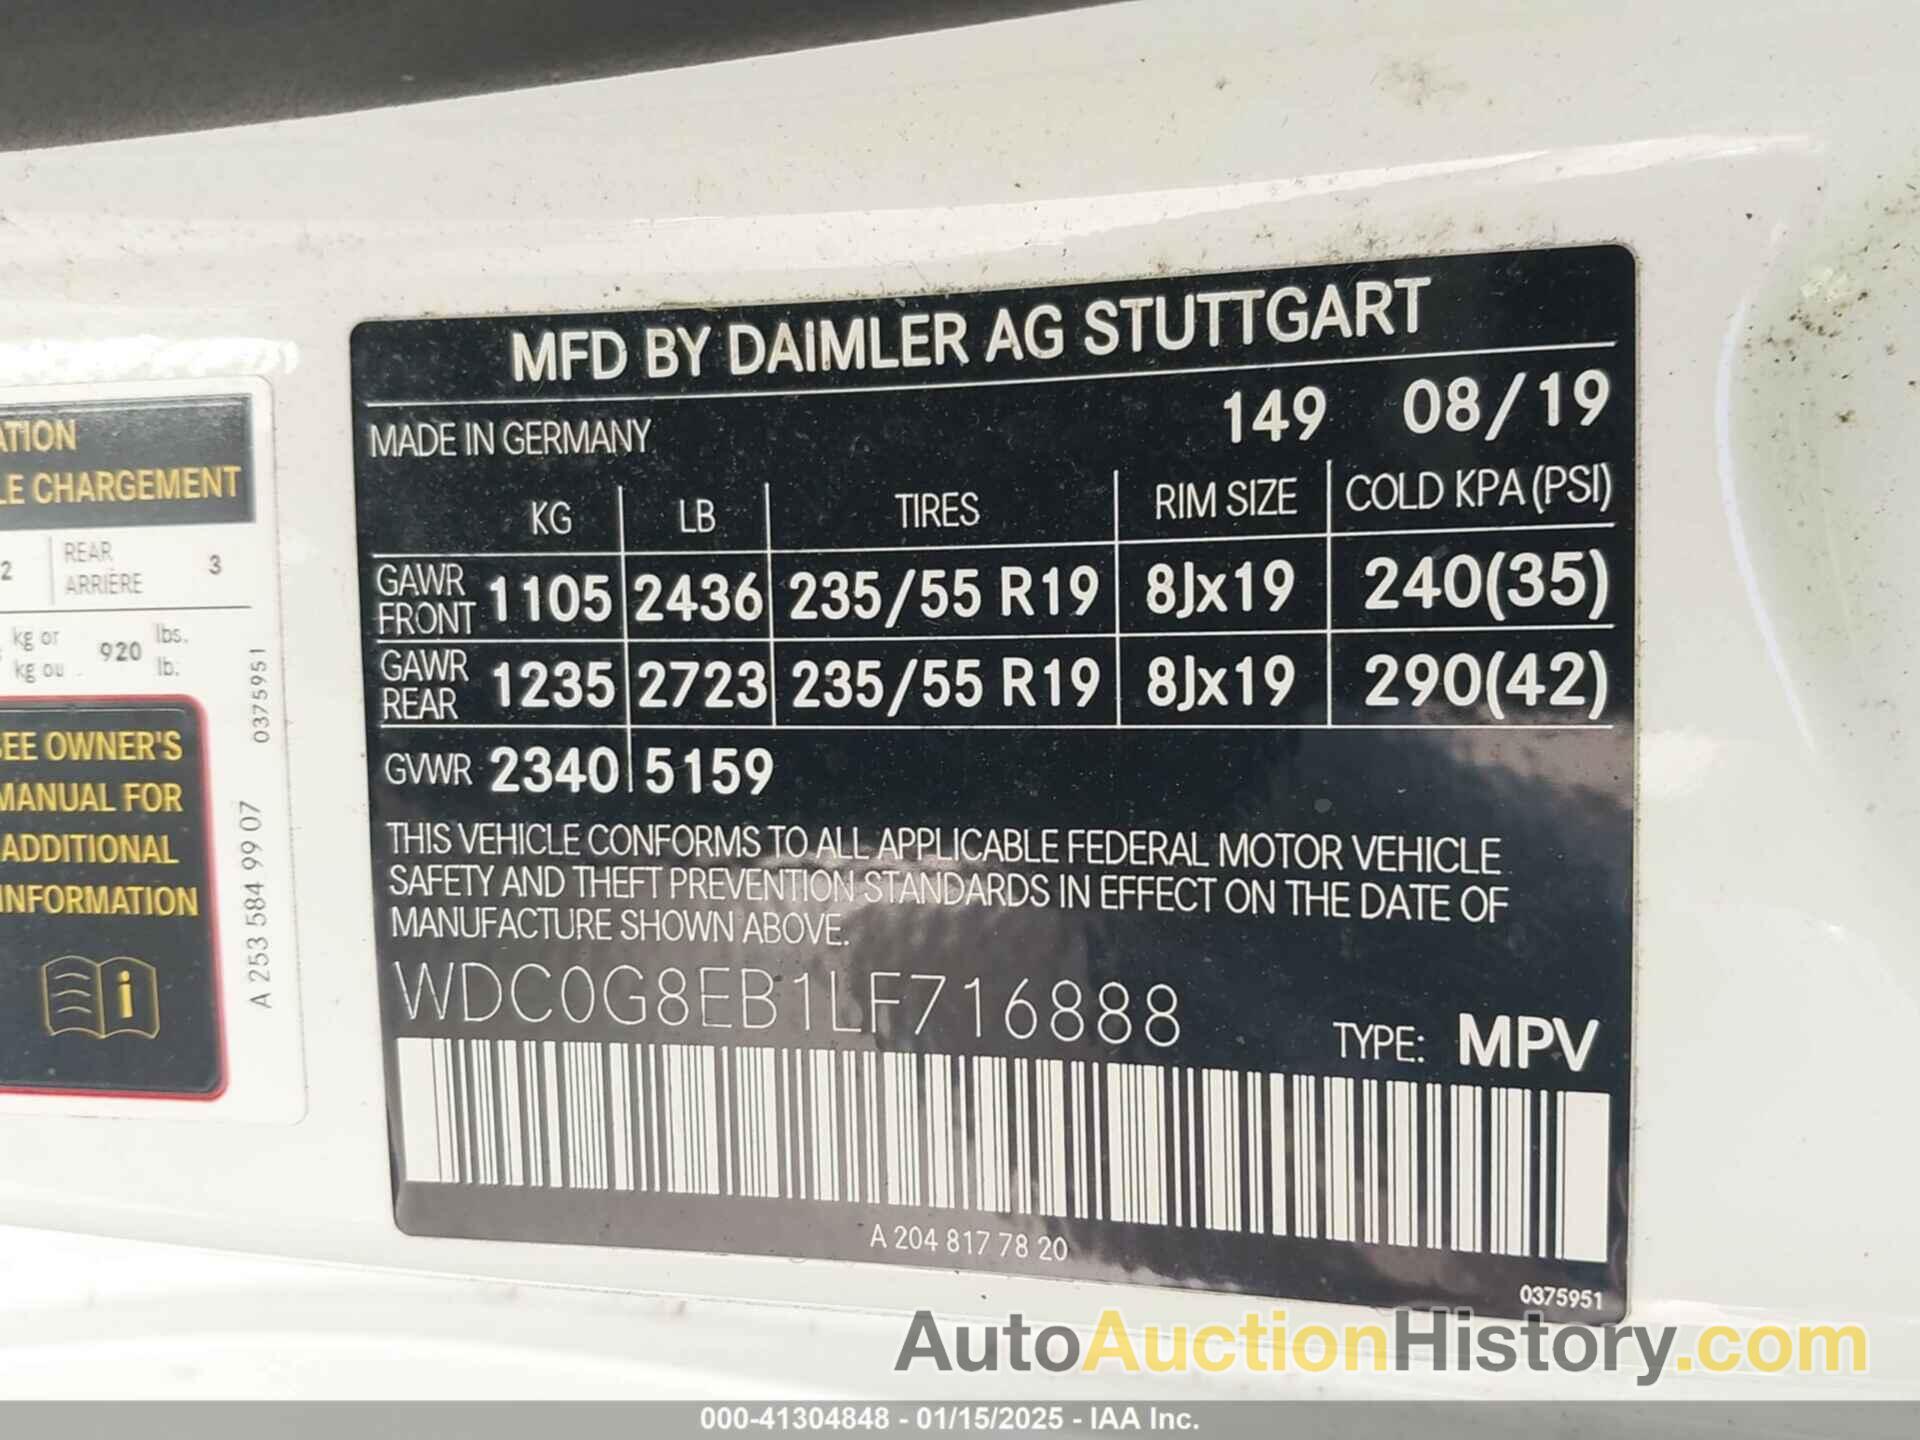 ATION
LE CHARGEMENT
2 REAR ARRIÈRE 3
kg or
kg ou 920 lbs.
lb.
SEE OWNER'S
MANUAL FOR
ADDITIONAL
INFORMATION
A 253 584 99 07 0375951
MFD BY DAIMLER AG STUTTGART
MADE IN GERMANY 149 08/19
KG LB TIRES RIM SIZE COLD KPA (PSI)
GAWR FRONT 1105 2436 235/55 R19 8Jx19 240(35)
GAWR REAR 1235 2723 235/55 R19 8Jx19 290(42)
GVWR 2340 5159
THIS VEHICLE CONFORMS TO ALL APPLICABLE FEDERAL MOTOR VEHICLE
SAFETY AND THEFT PREVENTION STANDARDS IN EFFECT ON THE DATE OF
MANUFACTURE SHOWN ABOVE.
WDC0G8EB1LF716888
TYPE: MPV
A 204 817 78 20
0375951
AutoAuctionHistory.com
000-41304848 - 01/15/2025 - IAA Inc.